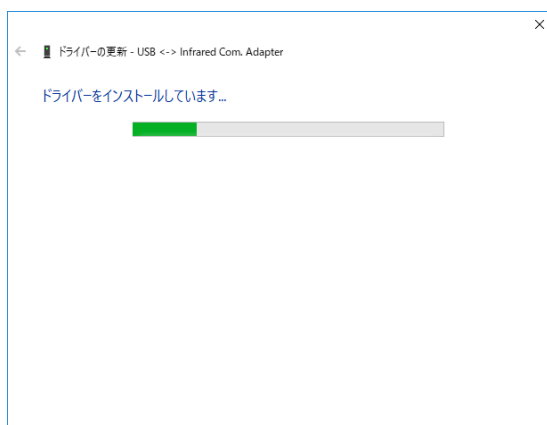 ドライバーの更新 - USB <-> Infrared Com. Adapter
ドライバーをインストールしています...